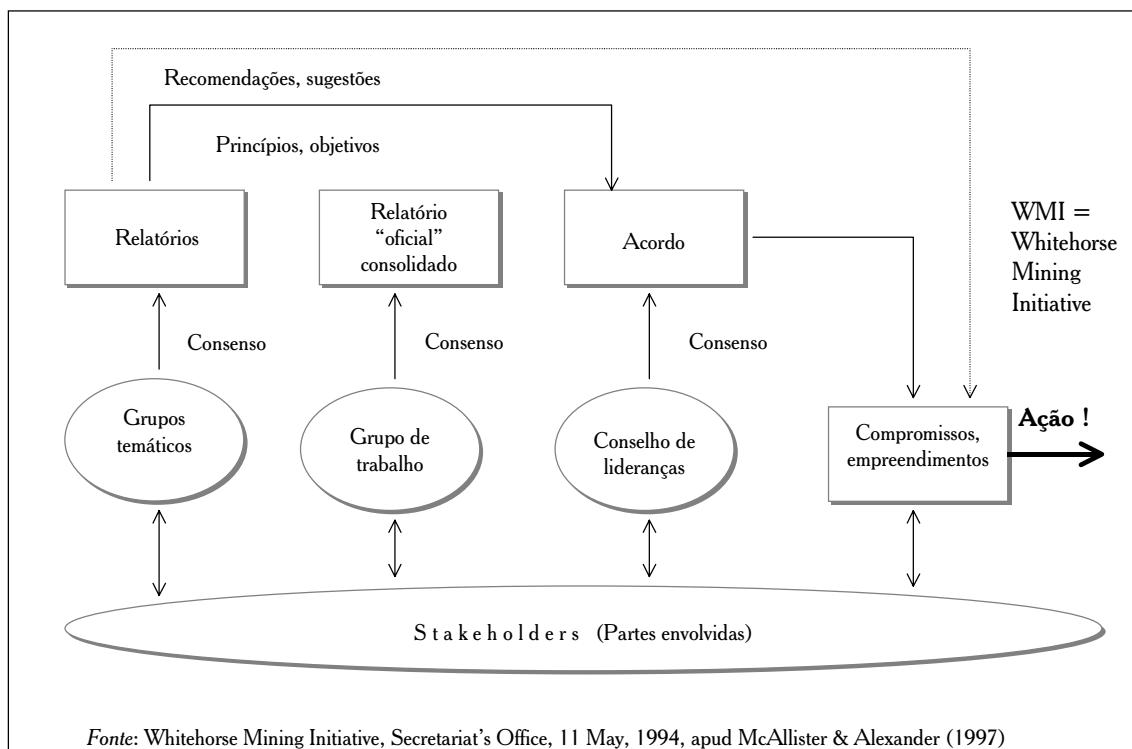 Recomendações, sugestões
Princípios, objetivos
Relatórios
Relatório
“oficial”
consolidado
Acordo
WMI =
Whitehorse
Mining
Initiative
Consenso
Consenso
Consenso
Grupos
temáticos
Grupo de
trabalho
Conselho de
lideranças
Compromissos,
empreendimentos
Ação !
Stakeholders (Partes envolvidas)
Fonte: Whitehorse Mining Initiative, Secretariat's Office, 11 May, 1994, apud McAllister & Alexander (1997)